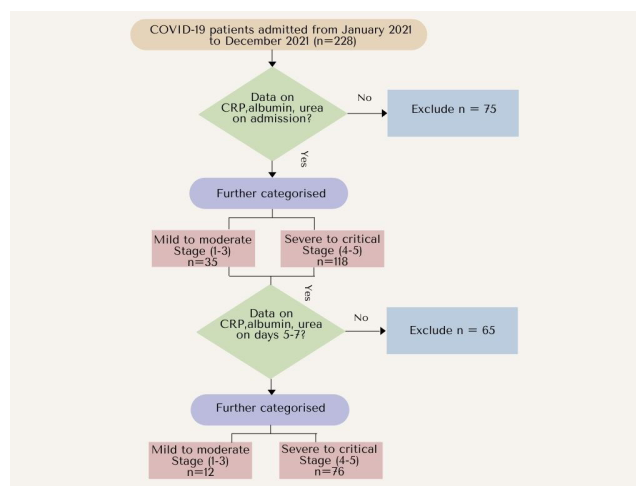 COVID-19 patients admitted from January 2021
to December 2021 (n=228)
Data on
CRP,albumin, urea
on admission?
No
Exclude n = 75
Yes
Further categorised
Mild to moderate
Stage (1-3)
n=35
Severe to critical
Stage (4-5)
n=118
Yes
Data on
CRP,albumin, urea
on days 5-7?
No
Exclude n = 65
Further categorised
Mild to moderate
Stage (1-3)
n=12
Severe to critical
Stage (4-5)
n=76